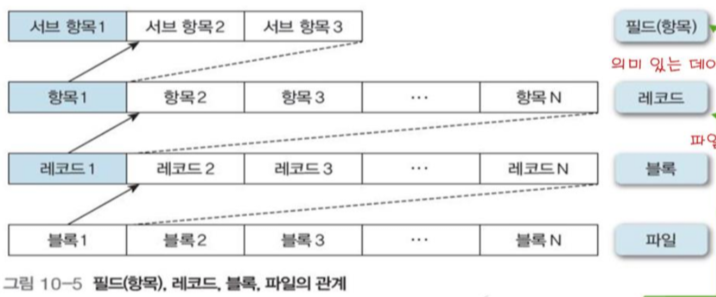 서브 항목1 서브 항목2 서브 항목3 필드(항목)
의미 있는
항목1 항목2 항목3 ... 항목N 레코드
레코드1 레코드2 레코드3 ... 레코드N 블록
블록1 블록2 블록3 ... 블록N 파일
그림 10-5 필드(항목), 레코드, 블록, 파일의 관계